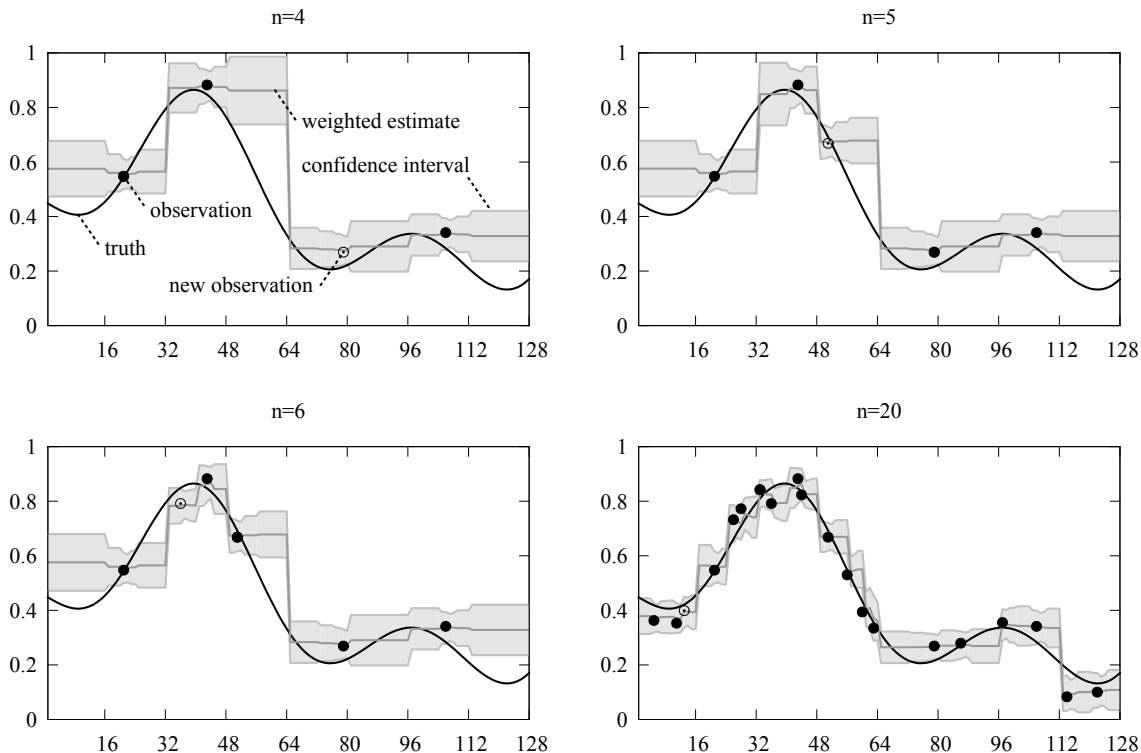 n=4
n=5
1
0.8
0.6
0.4
0.2
0
16 32 48 64 80 96 112 128
weighted estimate
confidence interval
observation
truth
new observation
1
0.8
0.6
0.4
0.2
0
16 32 48 64 80 96 112 128
n=6
n=20
1
0.8
0.6
0.4
0.2
0
16 32 48 64 80 96 112 128
1
0.8
0.6
0.4
0.2
0
16 32 48 64 80 96 112 128